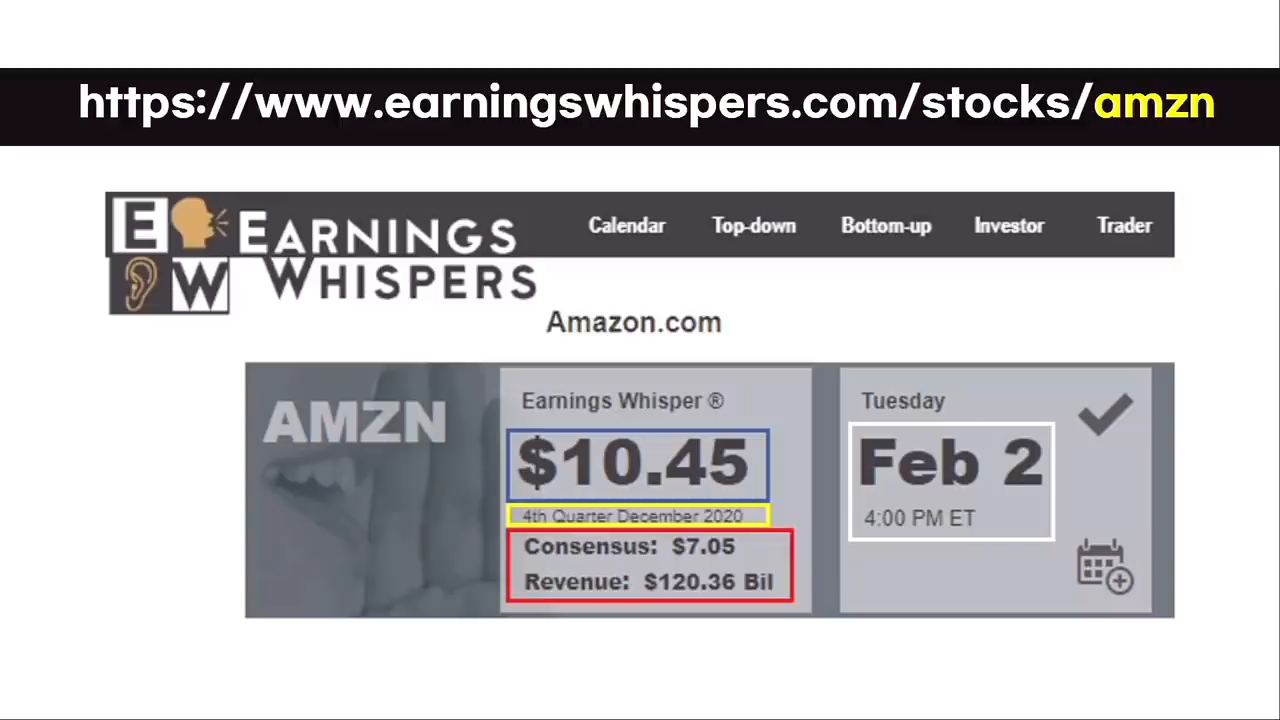 https://www.earningswhispers.com/stocks/amzn
E
W
EARNINGS
WHISPERS
Calendar Top-down Bottom-up Investor Trader
Amazon.com
AMZN
Earnings Whisper ®
$10.45
4th Quarter December 2020
Consensus: $7.05
Revenue: $120.36 Bil
Tuesday
Feb 2
4:00 PM ET